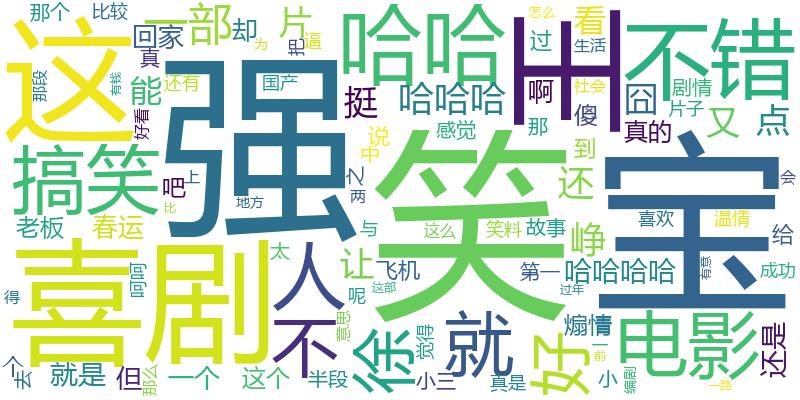 那个 比较
一部 却
片
哈哈
王
看
不错
这
回家
怎么
为
把
逼
过
生活
真
那段
有钱
能
还有
国产
强
挺
哈哈哈
啊
社会
傻
囧
剧情
片子
好看
那
真的
又
点
搞笑
吧
上
说
中
感觉
笑
到
还
宝
会
之
两
地方
比
老板
春运
与
这么
笑料
故事
峥
喜欢
温情
给
喜剧
人
太
让
飞机
第一
哈哈哈哈
有意
成功
呵呵
这部
呢
过年
得
不
意思
徐
觉得
就
好
煽情
一
前
电影
还是
个
去
就是
但
那么
一个
这个
半段
小三
真是
小
编剧
一路